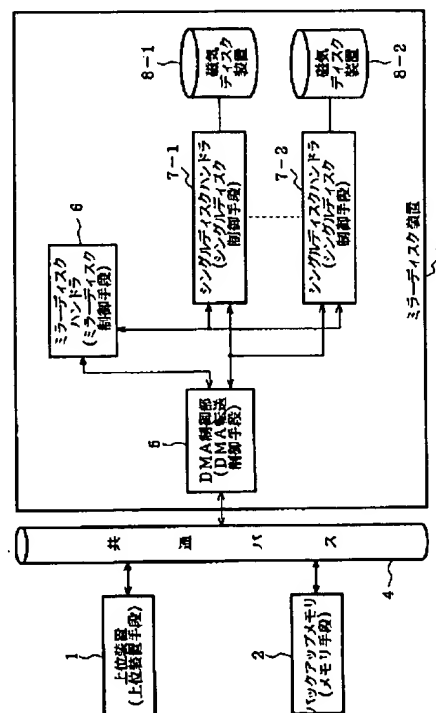 1
上位装置
(上位装置手段)
2
バックアップメモリ
(メモリ手段)
共通バス
4
5
DMA制御部
(DMA転送
制御手段)
6
ミラーディスク
ハンドラ
(ミラーディスク
制御手段)
7-1
シングルディスクハンドラ
(シングルディスク
制御手段)
7-2
シングルディスクハンドラ
(シングルディスク
制御手段)
8-1
磁気
ディスク
装置
8-2
磁気
ディスク
装置
ミラーディスク装置